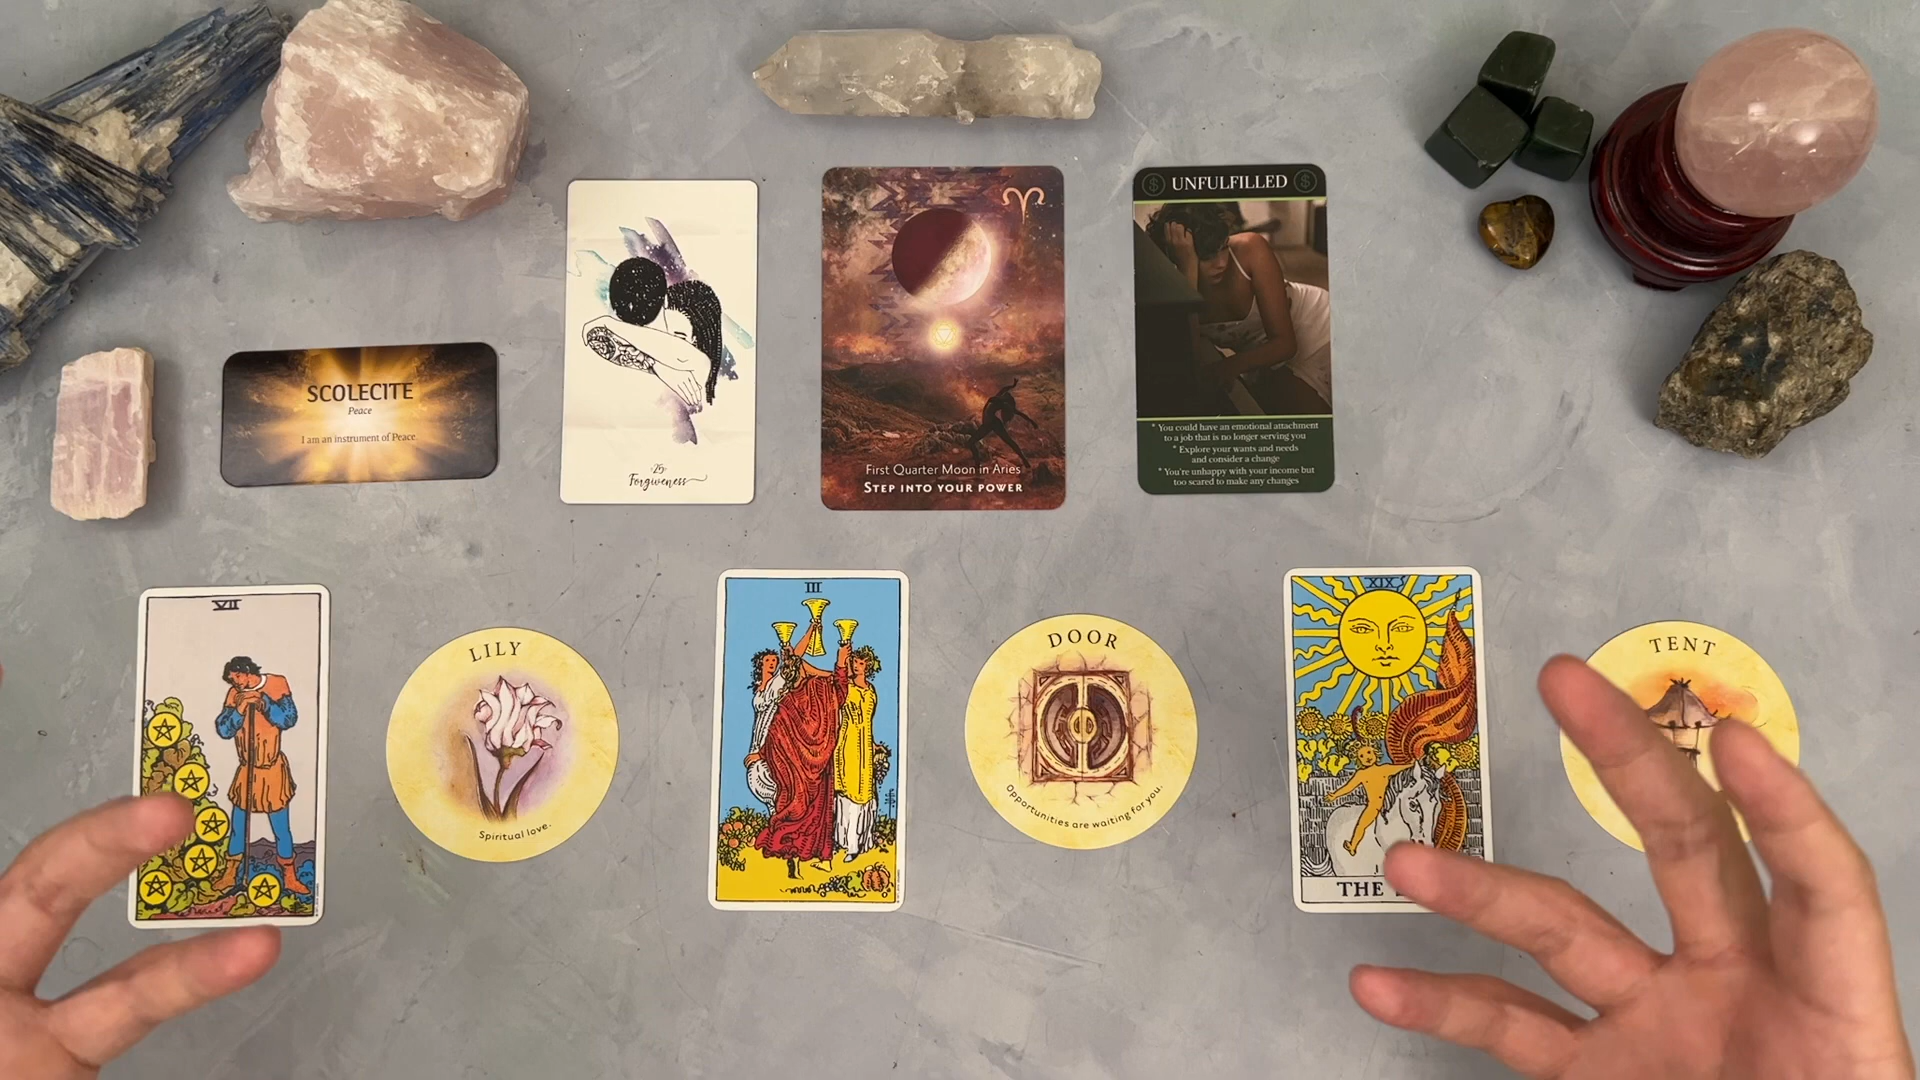 SCOLECITE
Peace
I am an instrument of Peace.
25
Forgiveness
First Quarter Moon in Aries
STEP INTO YOUR POWER
$ UNFULFILLED $
* You could have an emotional attachment
to a job that is no longer serving you
* Explore your wants and needs
and consider a change
* You're unhappy with your income but
too scared to make any changes
VII
LILY
Spiritual love.
III
DOOR
Opportunities are waiting for you.
XIX
THE
TENT